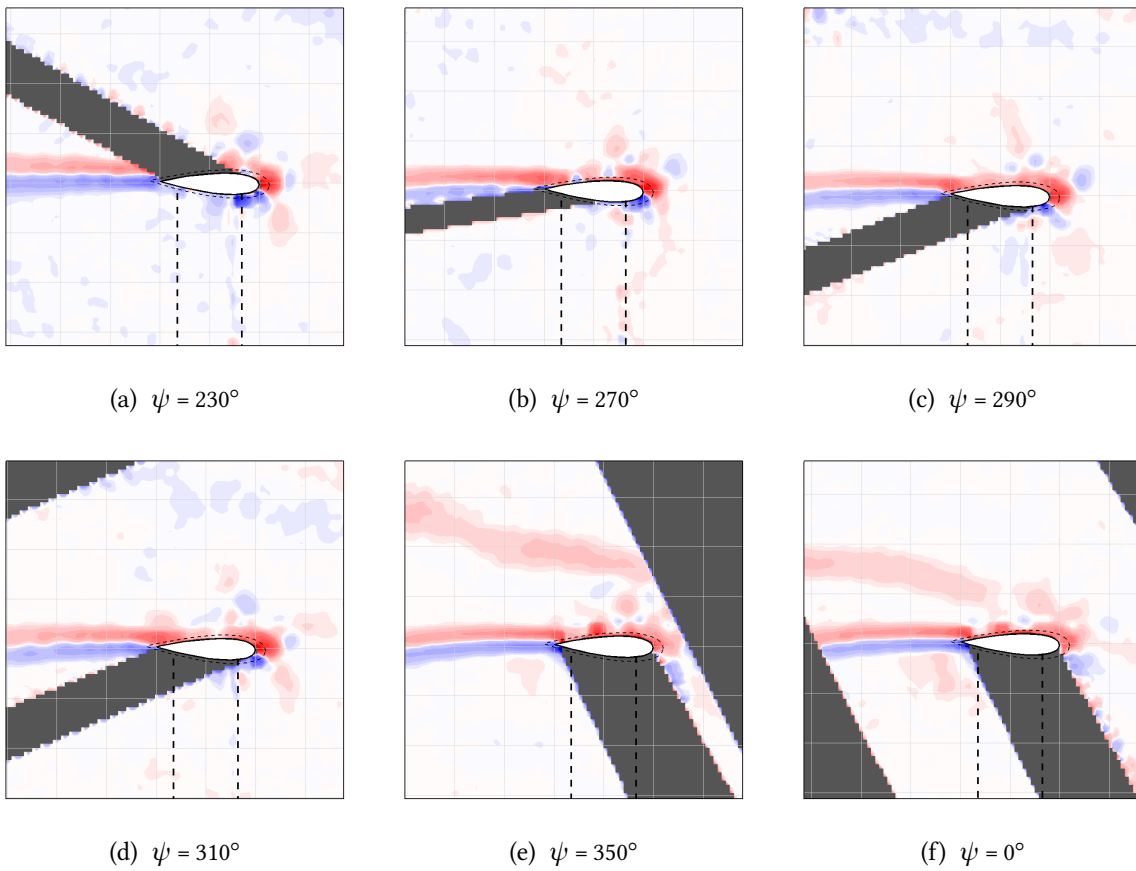 (a) ψ = 230°
(b) ψ = 270°
(c) ψ = 290°
(d) ψ = 310°
(e) ψ = 350°
(f) ψ = 0°